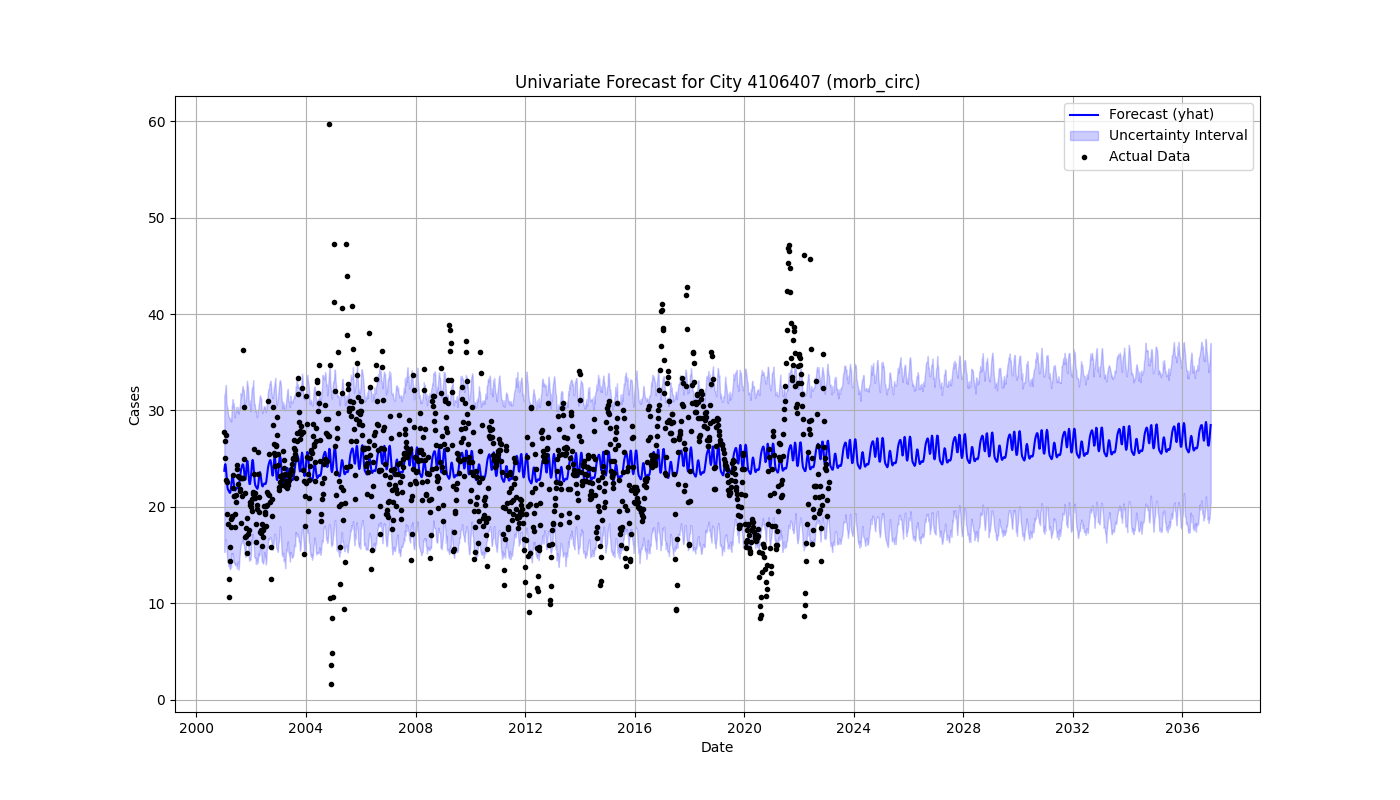 Univariate Forecast for City 4106407 (morb_circ)
Forecast (yhat)
Uncertainty Interval
Actual Data
60
50
40
30
20
10
0
Cases
2000 2004 2008 2012 2016 2020 2024 2028 2032 2036
Date